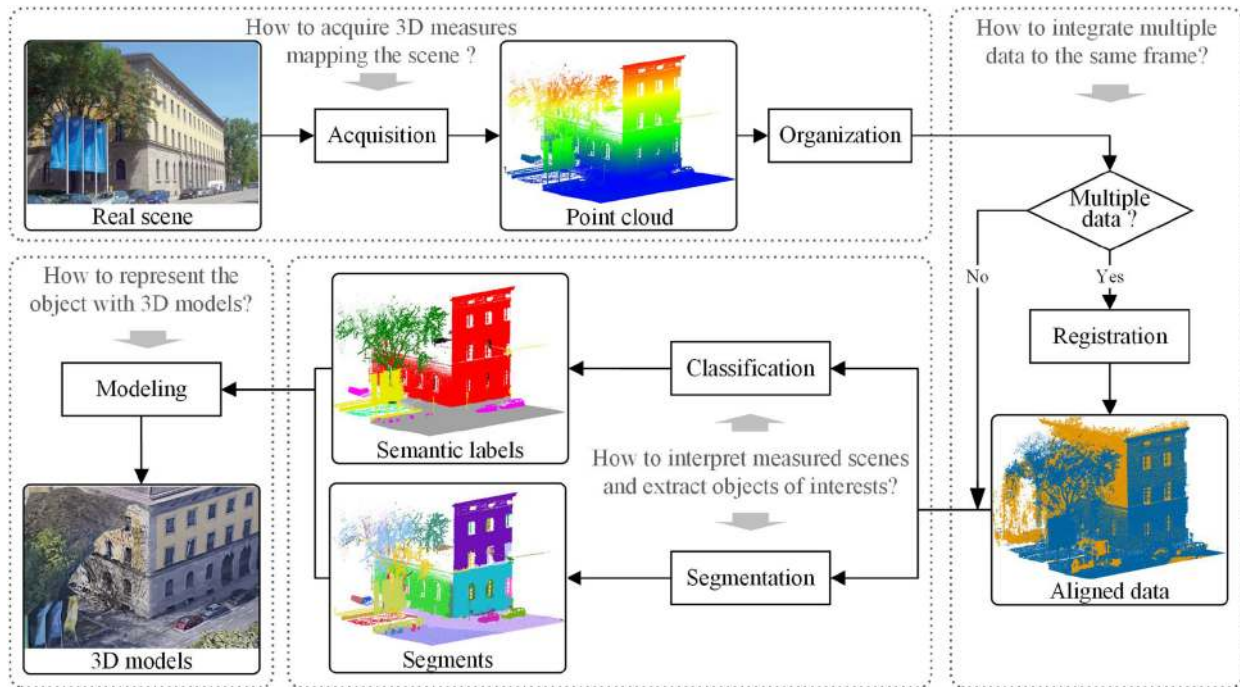 How to acquire 3D measures
mapping the scene ?
Real scene
Acquisition
Point cloud
Organization
How to integrate multiple
data to the same frame?
Multiple
data ?
No
Yes
Registration
Aligned data
How to interpret measured scenes
and extract objects of interests?
Classification
Segmentation
Semantic labels
Segments
How to represent the
object with 3D models?
Modeling
3D models